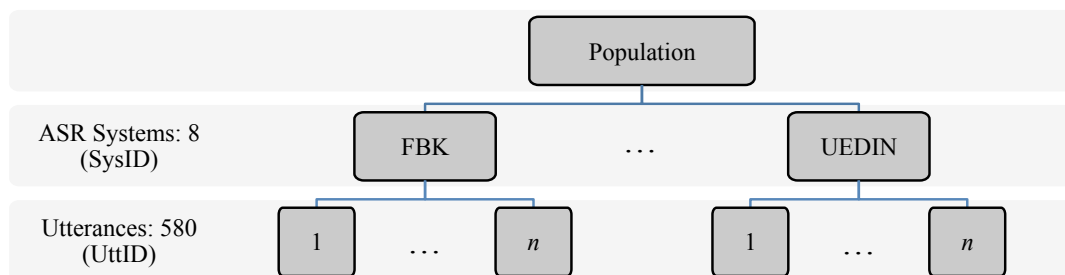 Population
ASR Systems: 8
(SysID)
FBK
...
UEDIN
Utterances: 580
(UttID)
1
...
n
1
...
n